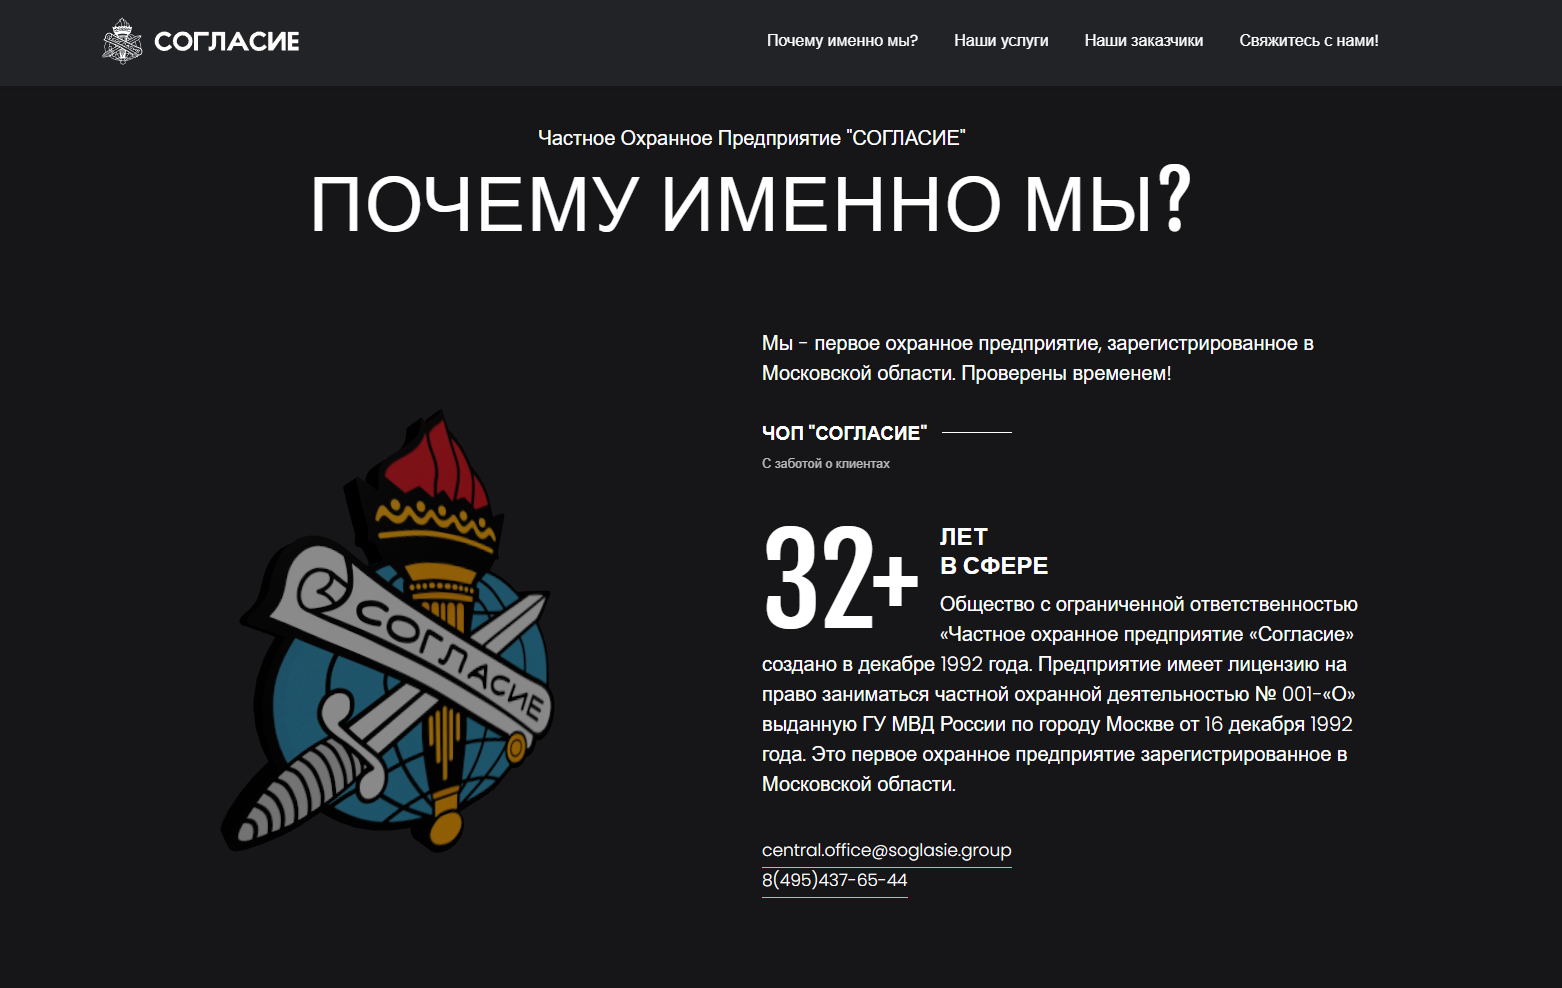 СОГЛАСИЕ
Почему именно мы?
Наши услуги
Наши заказчики
Свяжитесь с нами!
Частное Охранное Предприятие "СОГЛАСИЕ"
ПОЧЕМУ ИМЕННО МЫ?
Мы - первое охранное предприятие, зарегистрированное в
Московской области. Проверены временем!
ЧОП "СОГЛАСИЕ"
С заботой о клиентах
СОГЛАСИЕ
32+
ЛЕТ
В СФЕРЕ
Общество с ограниченной ответственностью
«Частное охранное предприятие «Согласие»
создано в декабре 1992 года. Предприятие имеет лицензию на
право заниматься частной охранной деятельностью № 001-«О»
выданную ГУ МВД России по городу Москве от 16 декабря 1992
года. Это первое охранное предприятие зарегистрированное в
Московской области.
central.office@soglasie.group
8(495)437-65-44